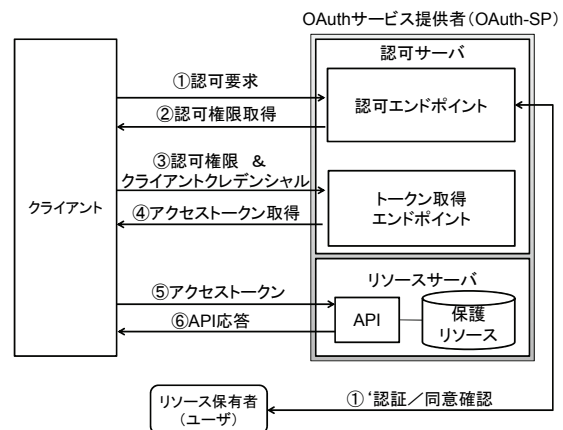 OAuthサービス提供者(OAuth-SP)
認可サーバ
①認可要求
認可エンドポイント
②認可権限取得
③認可権限 &
クライアントクレデンシャル
クライアント
トークン取得
エンドポイント
④アクセストークン取得
リソースサーバ
⑤アクセストークン
API
保護
リソース
⑥API応答
リソース保有者
(ユーザ)
①‘認証/同意確認